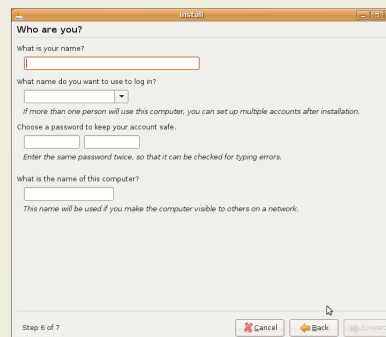 Install
Who are you?
What is your name?
What name do you want to use to log in?
If more than one person will use this computer, you can set up multiple accounts after installation.
Choose a password to keep your account safe.
Enter the same password twice, so that it can be checked for typing errors.
What is the name of this computer?
This name will be used if you make the computer visible to others on a network.
Step 6 of 7 Cancel Back Forward